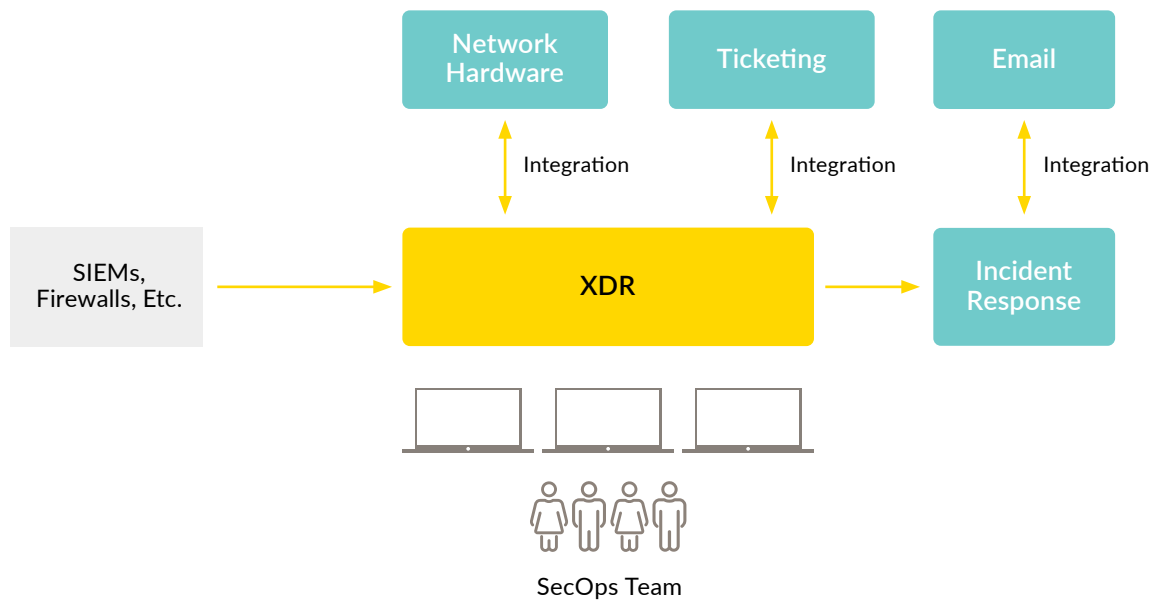 Network
Hardware
Ticketing
Email
Integration
Integration
Integration
SIEMs,
Firewalls, Etc.
XDR
Incident
Response
SecOps Team